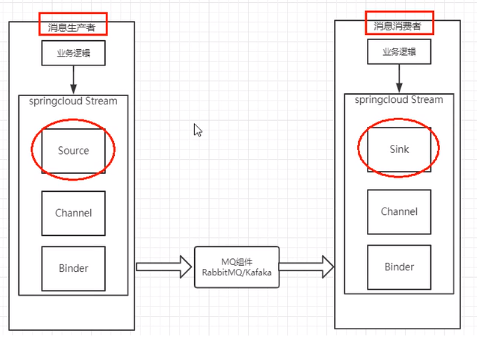 消息生产者
业务逻辑
springcloud Stream
Source
Channel
Binder
MQ组件
RabbitMQ/Kafaka
消息消费者
业务逻辑
springcloud Stream
Sink
Channel
Binder